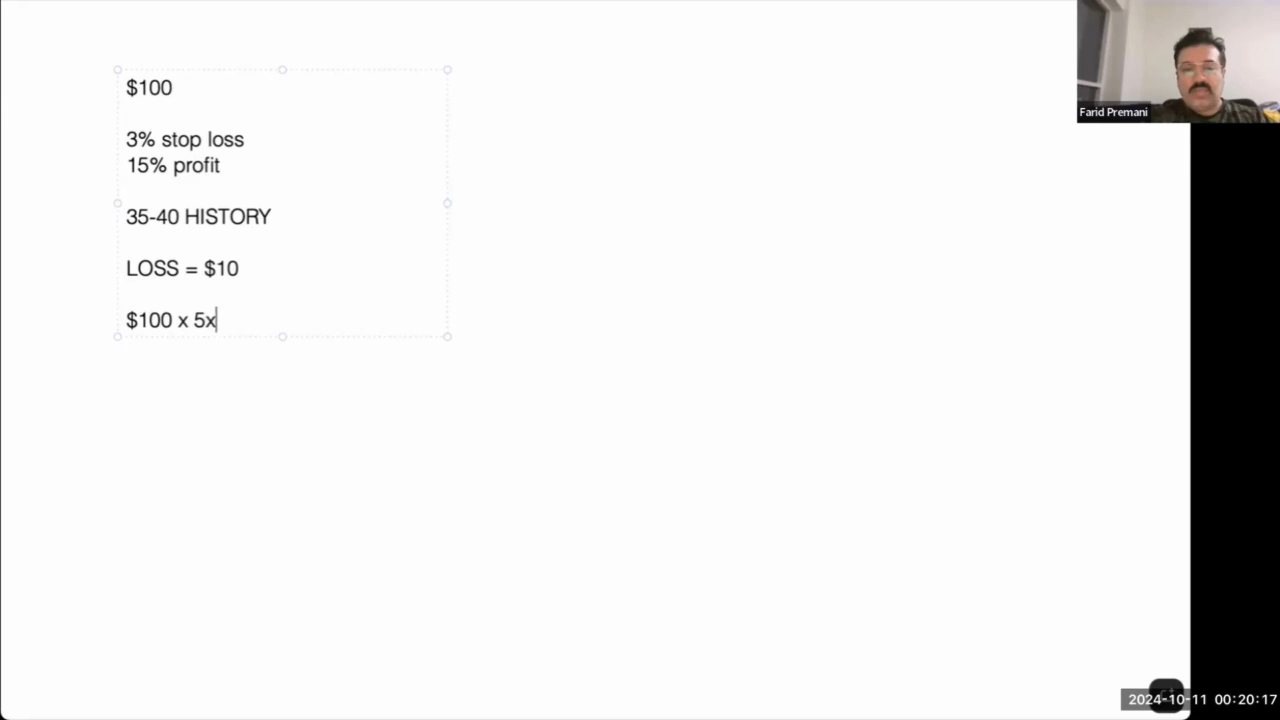 $100
3% stop loss
15% profit
35-40 HISTORY
LOSS = $10
$100 x 5x
Farid Premani
2024-10-11 00:20:17